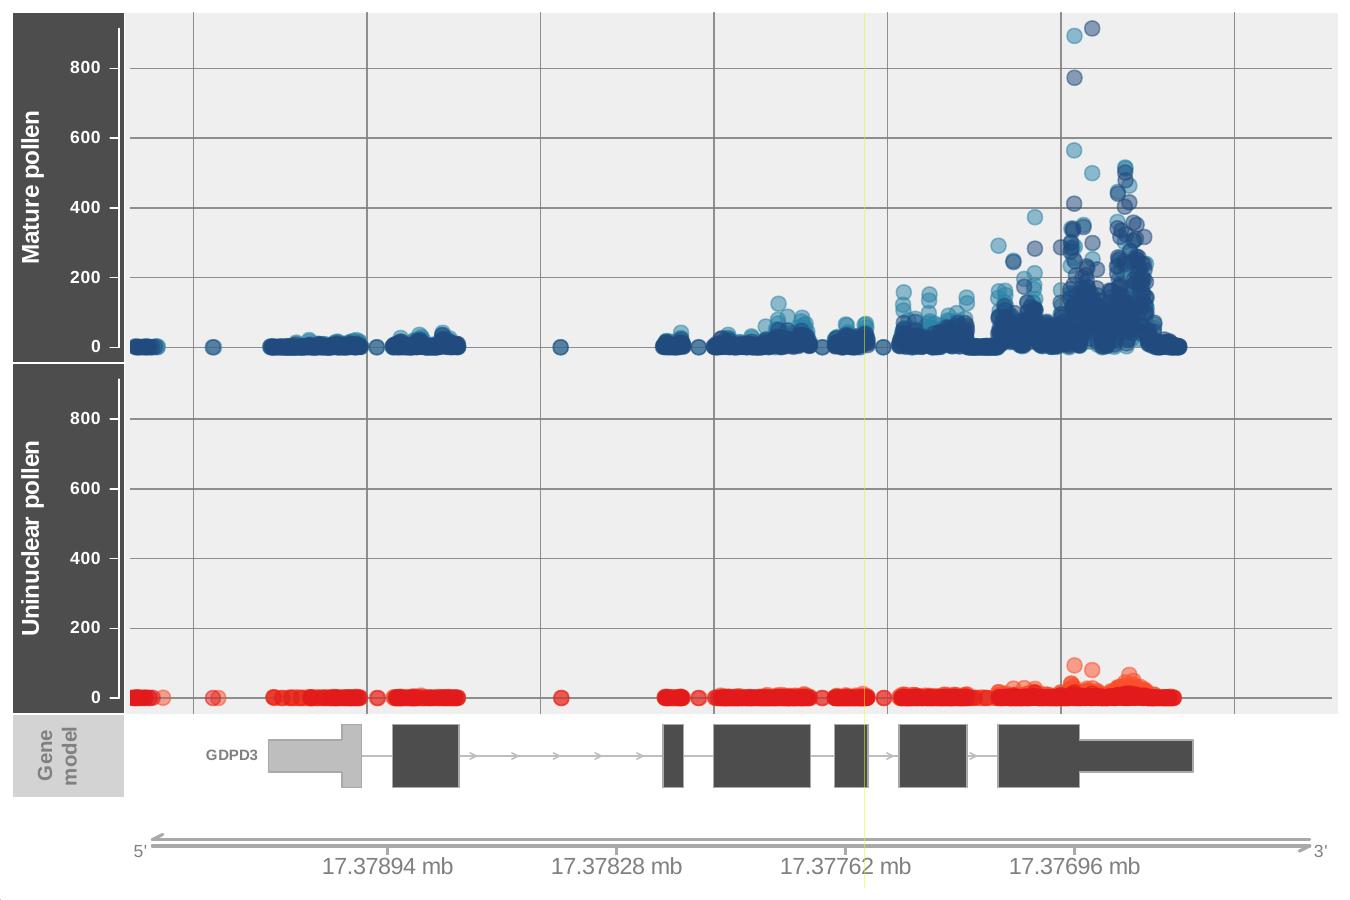 Mature pollen
800
600
400
200
0
Uninuclear pollen
800
600
400
200
0
Gene
model
GDPD3
5'
3'
17.37894 mb
17.37828 mb
17.37762 mb
17.37696 mb